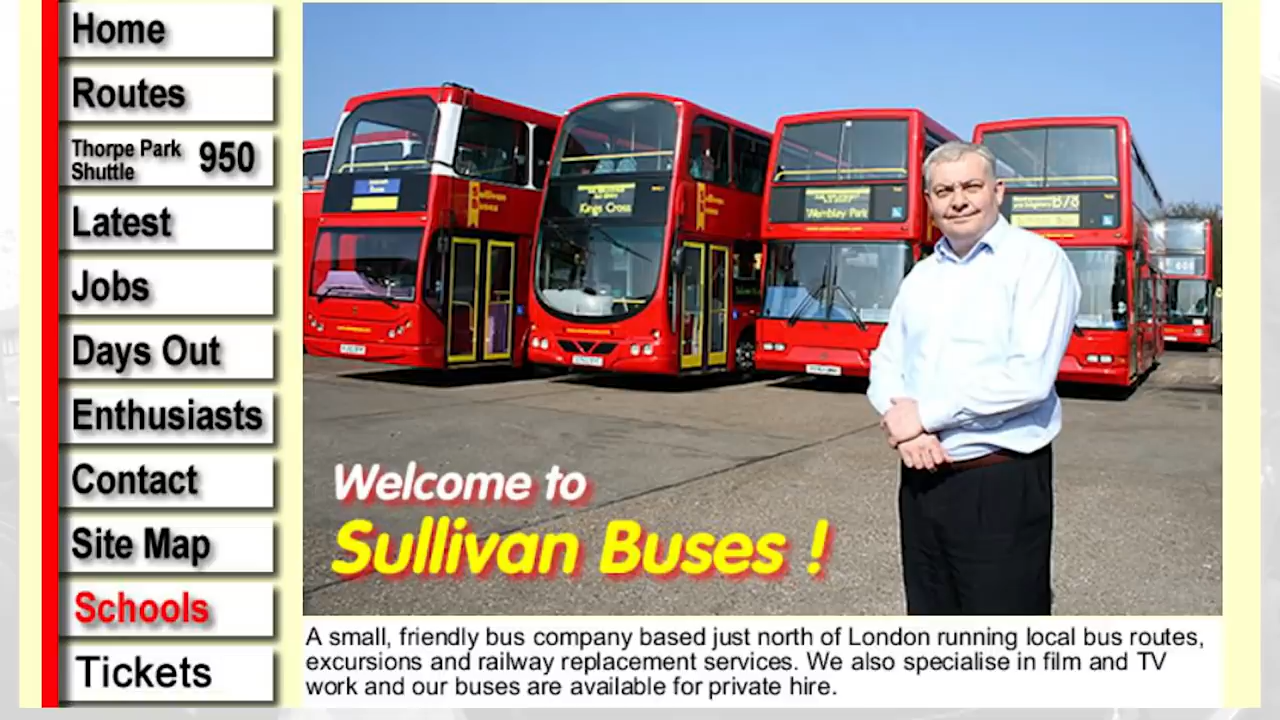 Home
Routes
Thorpe Park
Shuttle
950
Latest
Jobs
Days Out
Enthusiasts
Contact
Site Map
Schools
Tickets
Sullivan
Buses
Kings Cross
Wembley Park
Welcome to
Sullivan Buses !
A small, friendly bus company based just north of London running local bus routes,
excursions and railway replacement services. We also specialise in film and TV
work and our buses are available for private hire.